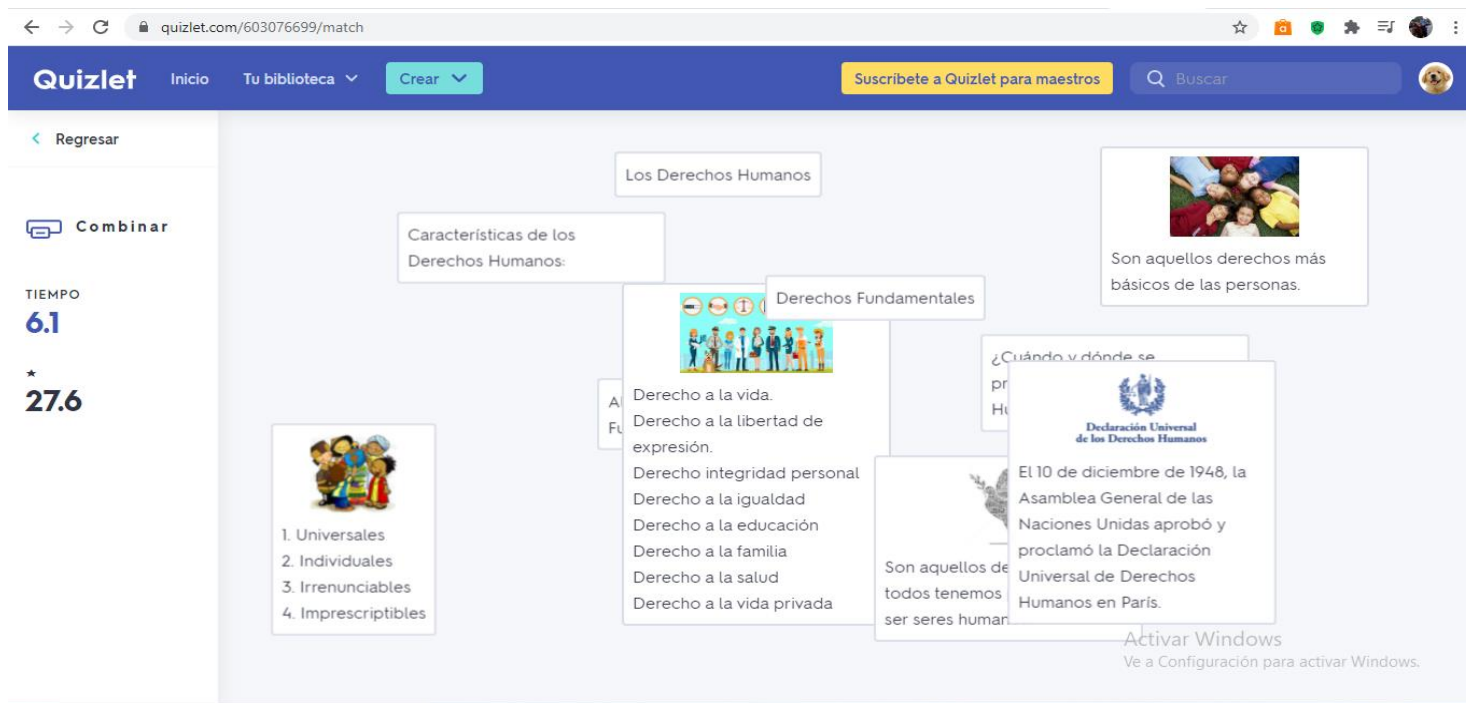 quizlet.com/603076699/match
Quizlet
Inicio
Tu biblioteca
Crear
Suscríbete a Quizlet para maestros
Buscar
Regresar
Combinar
TIEMPO
6.1
27.6
Los Derechos Humanos
Características de los
Derechos Humanos:
Son aquellos derechos más
básicos de las personas.
Derechos Fundamentales
Derecho a la vida.
Derecho a la libertad de
expresión.
Derecho integridad personal
Derecho a la igualdad
Derecho a la educación
Derecho a la familia
Derecho a la salud
Derecho a la vida privada
¿Cuándo y dónde se
Declaración Universal
de los Derechos Humanos
El 10 de diciembre de 1948, la
Asamblea General de las
Naciones Unidas aprobó y
proclamó la Declaración
Universal de Derechos
Humanos en París.
1. Universales
2. Individuales
3. Irrenunciables
4. Imprescriptibles
Son aquellos
todos tenemos
ser seres
Activar Windows
Ve a Configuración para activar Windows.